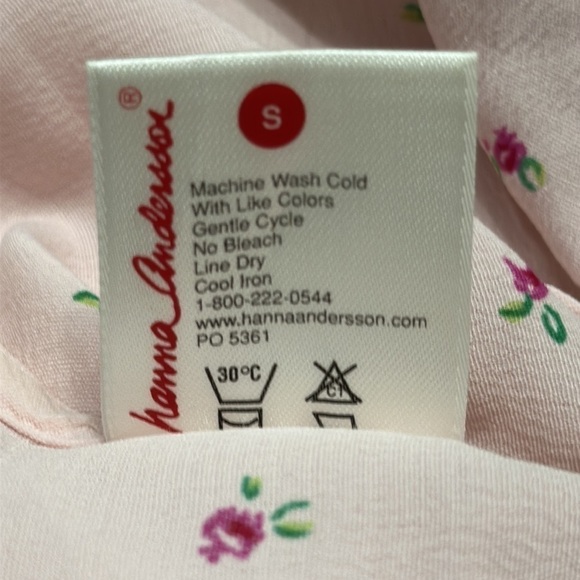 hanna Andersson®
S
Machine Wash Cold
With Like Colors
Gentle Cycle
No Bleach
Line Dry
Cool Iron
1-800-222-0544
www.hannaandersson.com
PO 5361
30°C
Cl